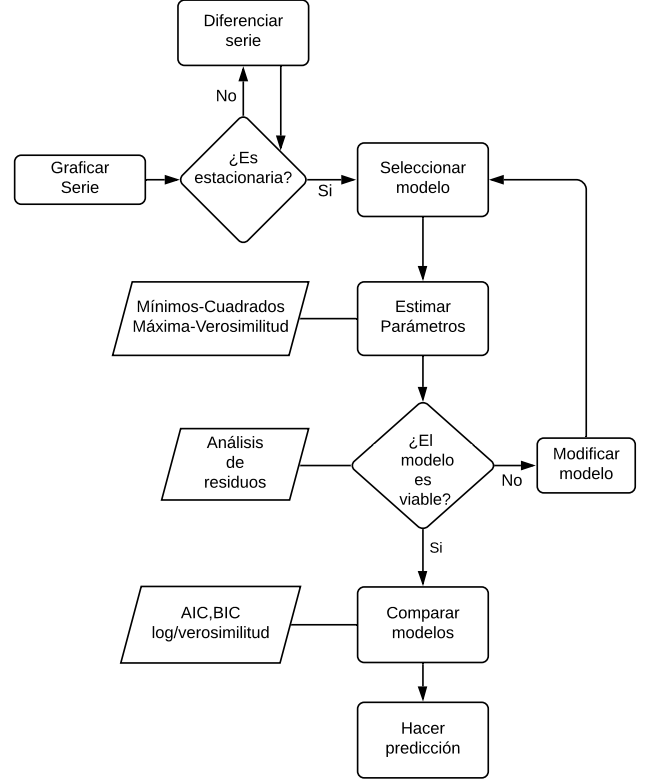 Diferenciar
serie
No
Graficar
Serie
¿Es
estacionaria?
Si
Seleccionar
modelo
Mínimos-Cuadrados
Máxima-Verosimilitud
Estimar
Parámetros
Análisis
de
residuos
¿El
modelo
es
viable?
No
Modificar
modelo
Si
AIC,BIC
log/verosimilitud
Comparar
modelos
Hacer
predicción